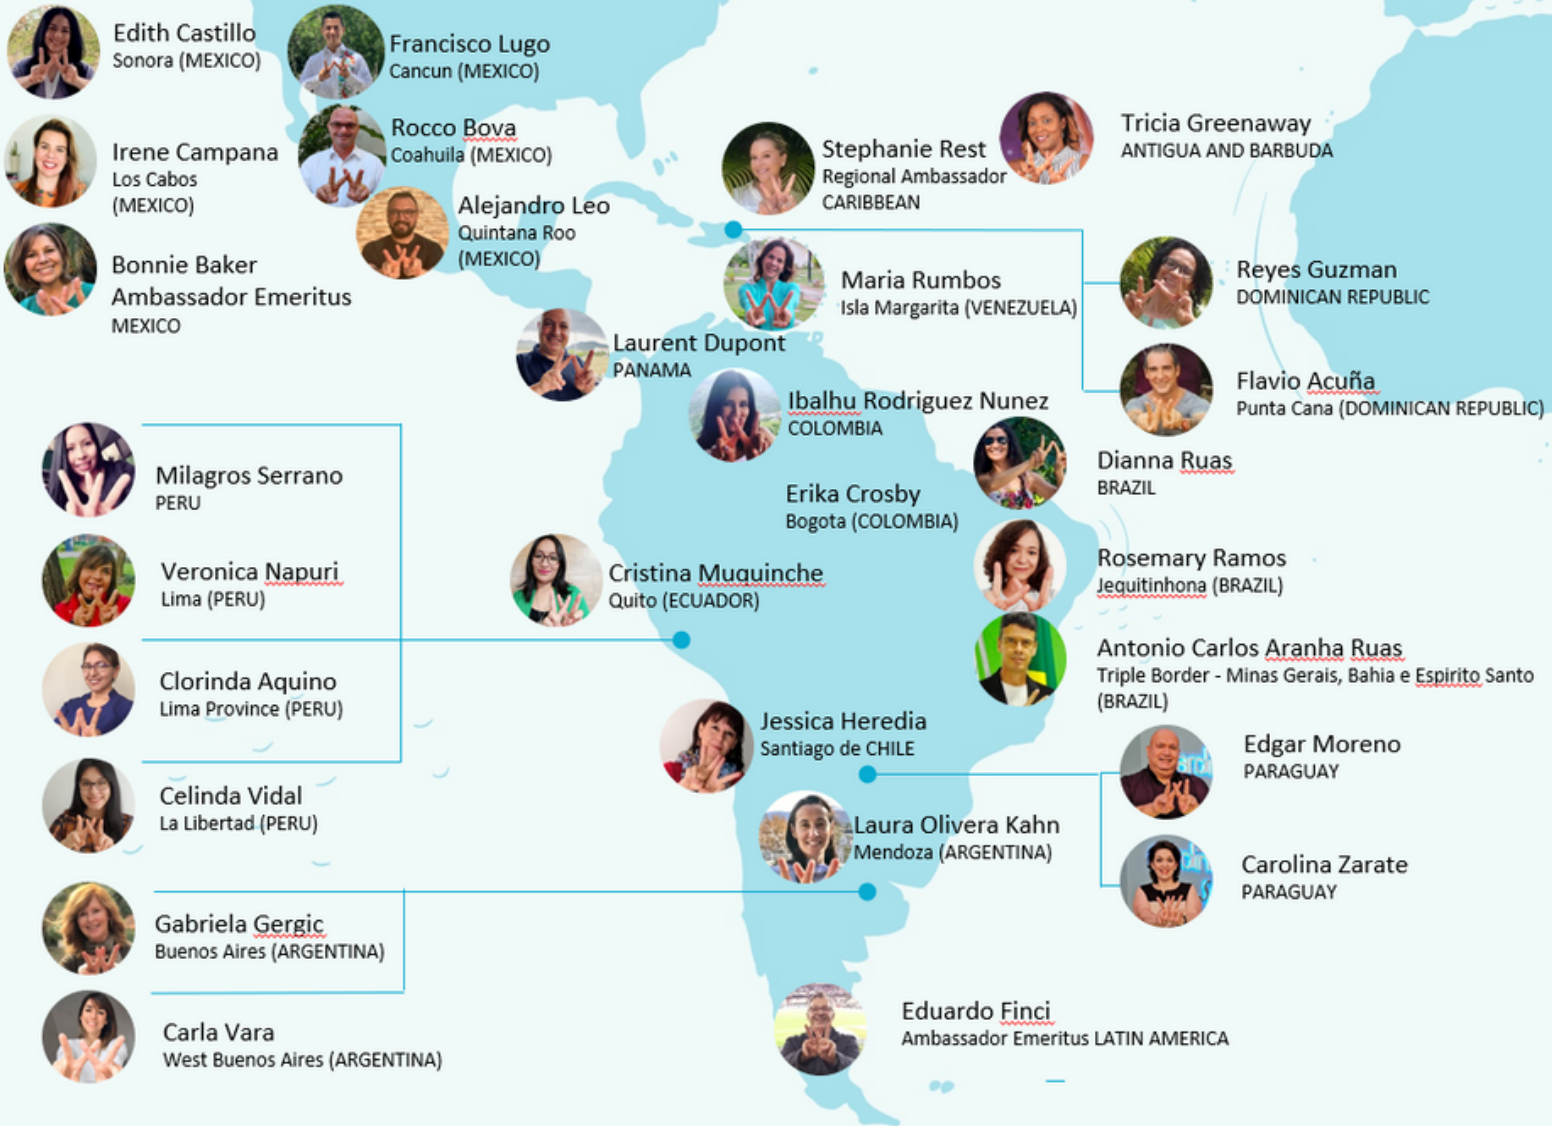 Edith Castillo
Sonora (MEXICO)
Francisco Lugo
Cancun (MEXICO)
Irene Campana
Los Cabos
(MEXICO)
Rocco Bova
Coahuila (MEXICO)
Alejandro Leo
Quintana Roo
(MEXICO)
Bonnie Baker
Ambassador Emeritus
MEXICO
Stephanie Rest
Regional Ambassador
CARIBBEAN
Tricia Greenaway
ANTIGUA AND BARBUDA
Maria Rumbos
Isla Margarita (VENEZUELA)
Reyes Guzman
DOMINICAN REPUBLIC
Flavio Acuña
Punta Cana (DOMINICAN REPUBLIC)
Laurent Dupont
PANAMA
Ibalhu Rodriguez Nunez
COLOMBIA
Erika Crosby
Bogota (COLOMBIA)
Dianna Ruas
BRAZIL
Rosemary Ramos
Jequitinhona (BRAZIL)
Antonio Carlos Aranha Ruas
Triple Border - Minas Gerais, Bahia e Espirito Santo
(BRAZIL)
Milagros Serrano
PERU
Veronica Napuri
Lima (PERU)
Clorinda Aquino
Lima Province (PERU)
Celinda Vidal
La Libertad (PERU)
Cristina Muquinche
Quito (ECUADOR)
Jessica Heredia
Santiago de CHILE
Edgar Moreno
PARAGUAY
Carolina Zarate
PARAGUAY
Laura Olivera Kahn
Mendoza (ARGENTINA)
Gabriela Gergic
Buenos Aires (ARGENTINA)
Carla Vara
West Buenos Aires (ARGENTINA)
Eduardo Finci
Ambassador Emeritus LATIN AMERICA